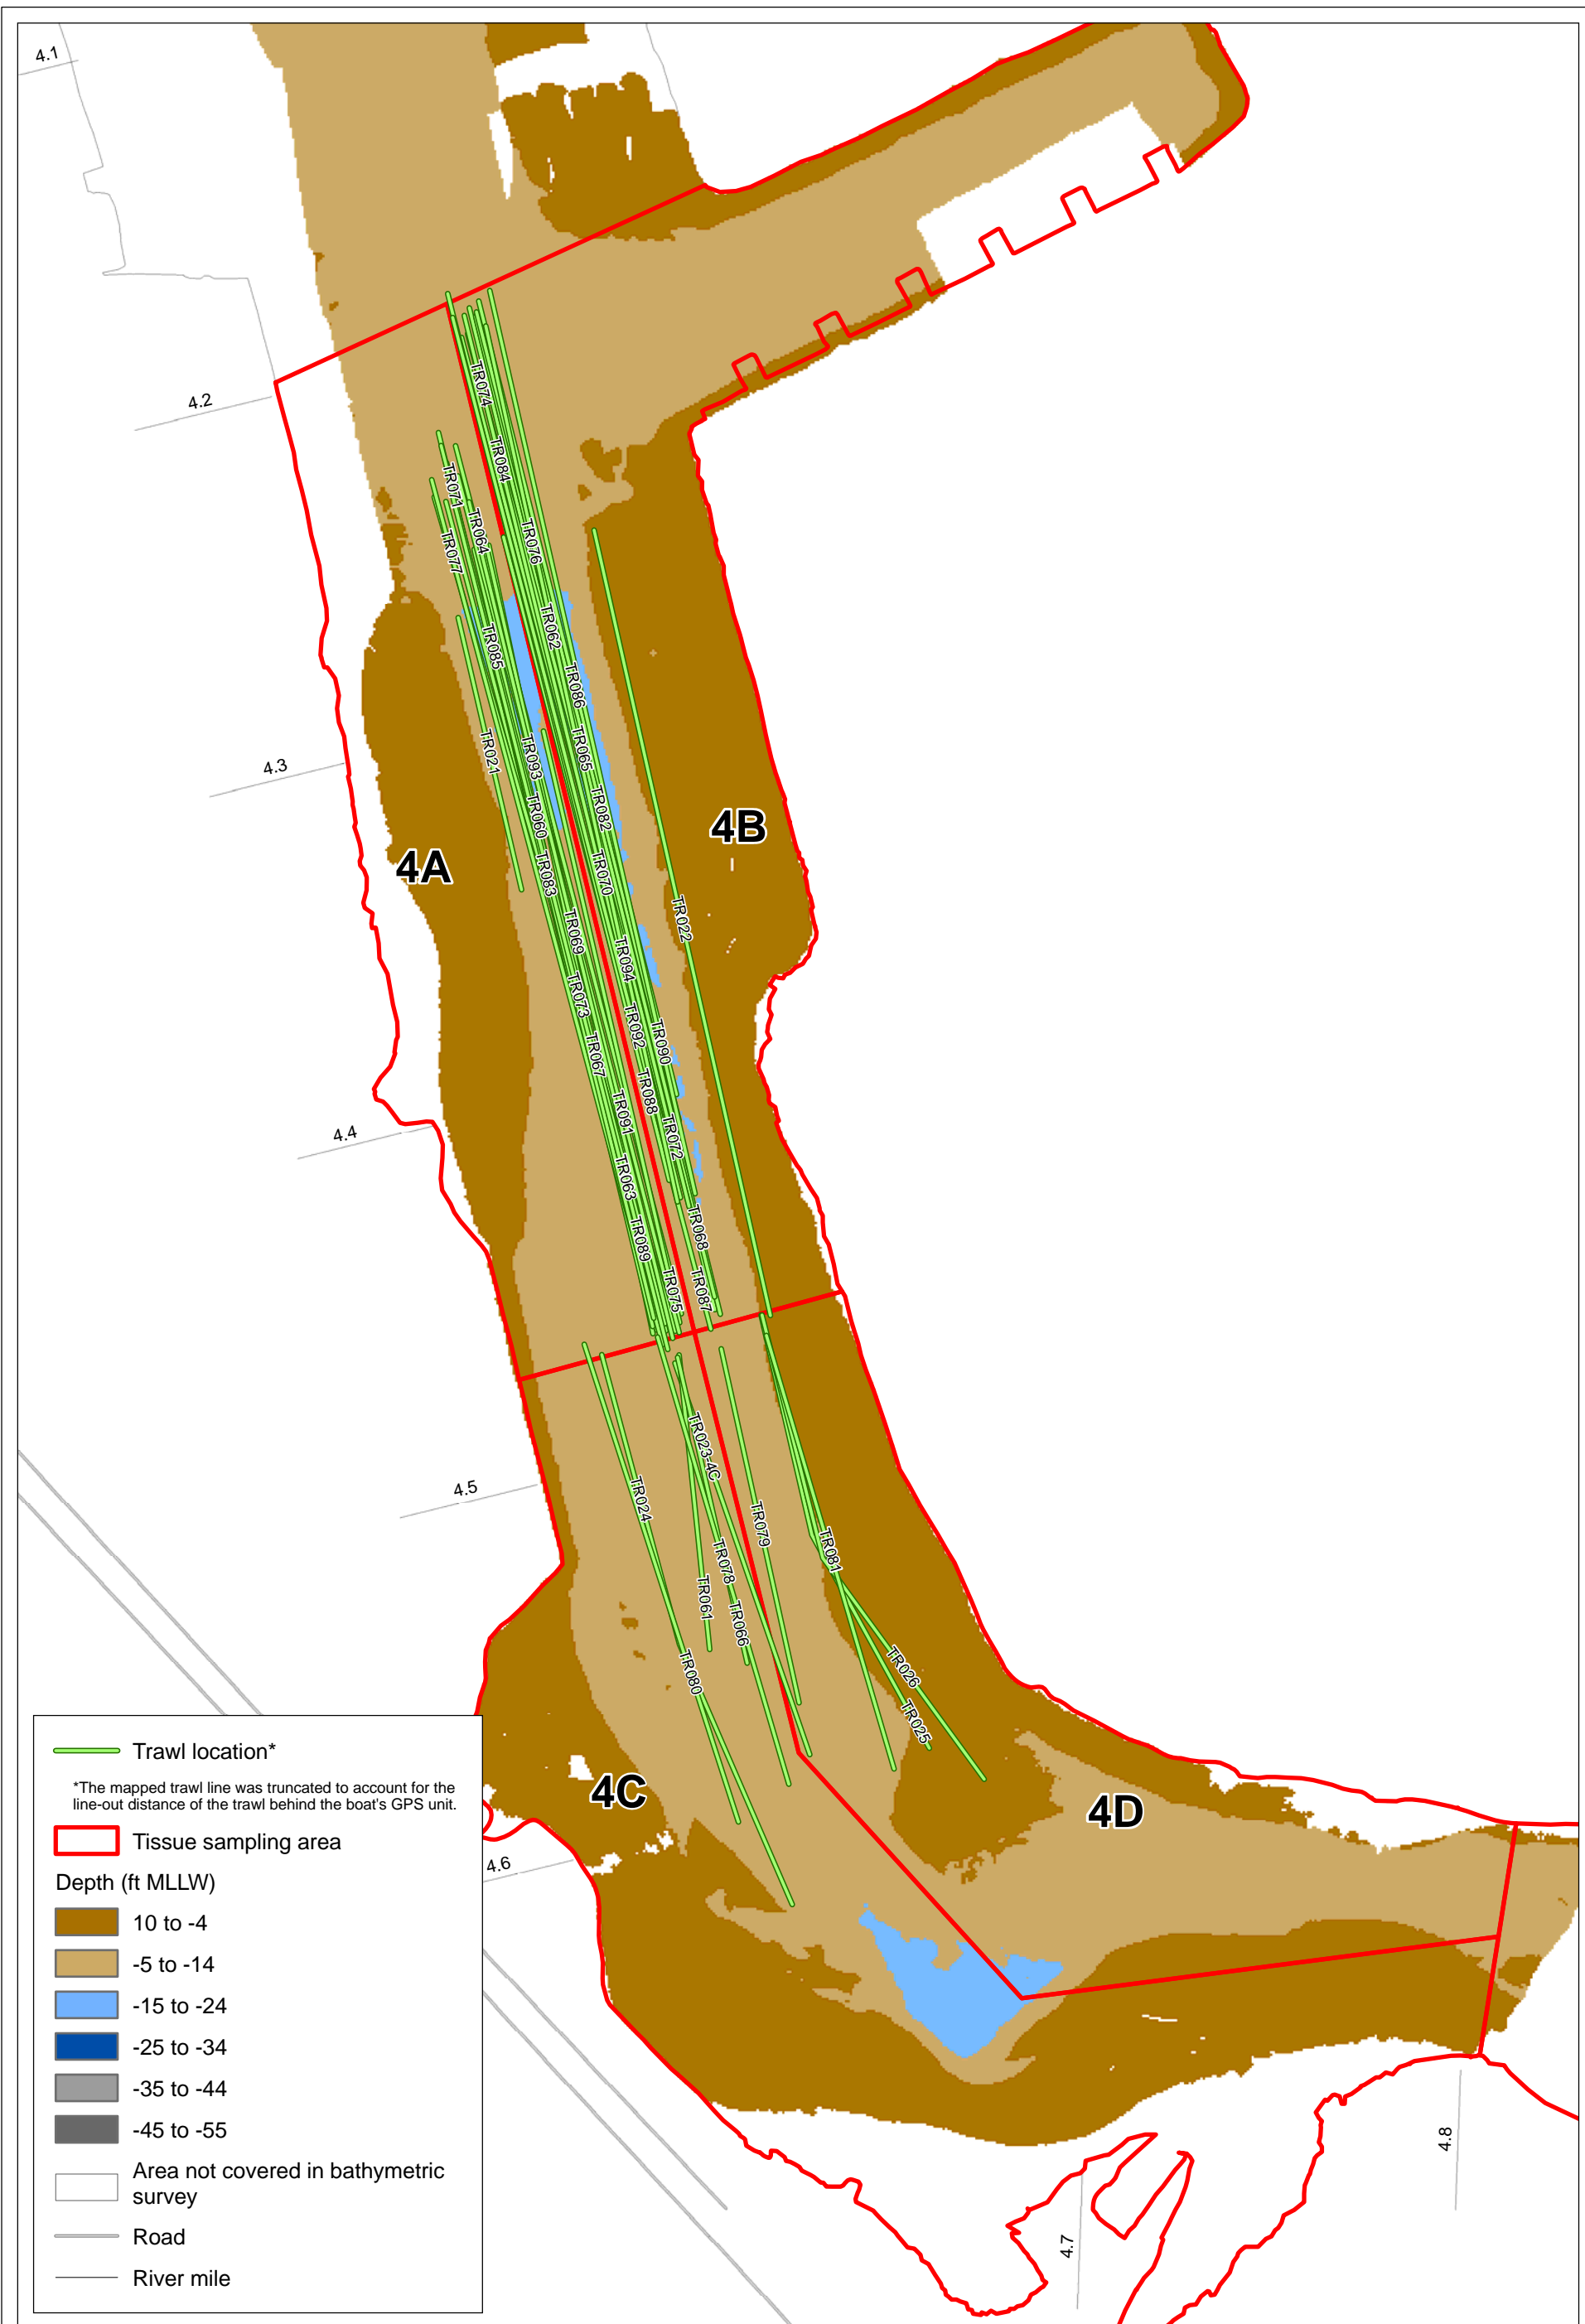 4.1
4.2
TR074
TR084
TR071
TR064
TR077
TR076
TR062
TR085
TR086
TR021
TR065
TR093
4.3
TR060
TR082
4B
4A
TR083
TR070
TR022
TR069
TR094
TR073
TR092
TR090
TR067
TR088
TR091
4.4
TR072
TR063
TR068
TR089
TR075
TR087
TR023-4C
4.5
TR024
TR079
TR081
TR078
TR061
TR066
TR080
TR026
TR025
4C
4D
4.6
4.7
4.8
Trawl location*
*The mapped trawl line was truncated to account for the
line-out distance of the trawl behind the boat's GPS unit.
Tissue sampling area
Depth (ft MLLW)
10 to -4
-5 to -14
-15 to -24
-25 to -34
-35 to -44
-45 to -55
Area not covered in bathymetric
survey
Road
River mile